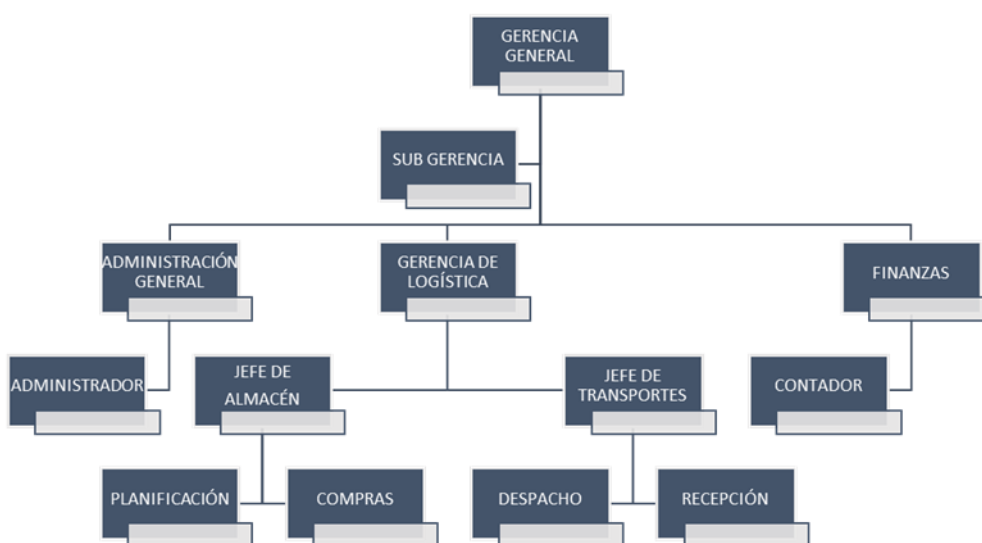 GERENCIA
GENERAL
SUB GERENCIA
ADMINISTRACIÓN
GENERAL
GERENCIA DE
LOGÍSTICA
FINANZAS
ADMINISTRADOR
JEFE DE
ALMACÉN
JEFE DE
TRANSPORTES
CONTADOR
PLANIFICACIÓN
COMPRAS
DESPACHO
RECEPCIÓN